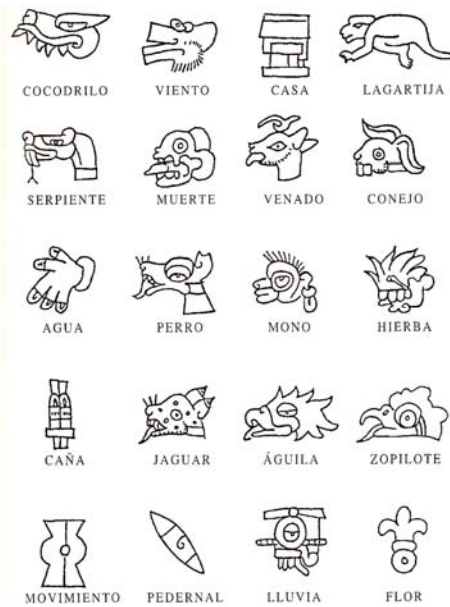 COCODRILO VIENTO CASA LAGARTIJA
SERPIENTE MUERTE VENADO CONEJO
AGUA PERRO MONO HIERBA
CAÑA JAGUAR ÁGUILA ZOPILOTE
MOVIMIENTO PEDERNAL LLUVIA FLOR